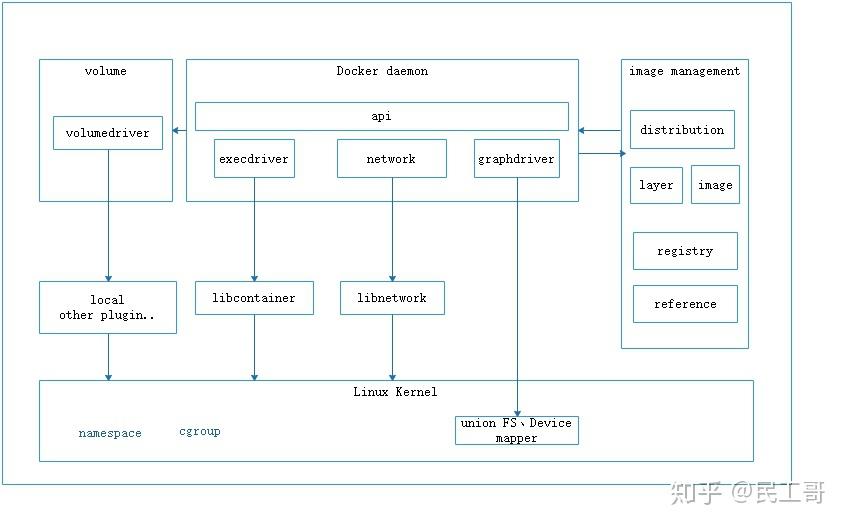 volume
Docker daemon
image management
api
volumedriver
distribution
execdriver
network
graphdriver
layer
image
registry
local
other plugin..
libcontainer
libnetwork
reference
Linux Kernel
namespace
cgroup
union FS、Device
mapper
知乎 @民工哥